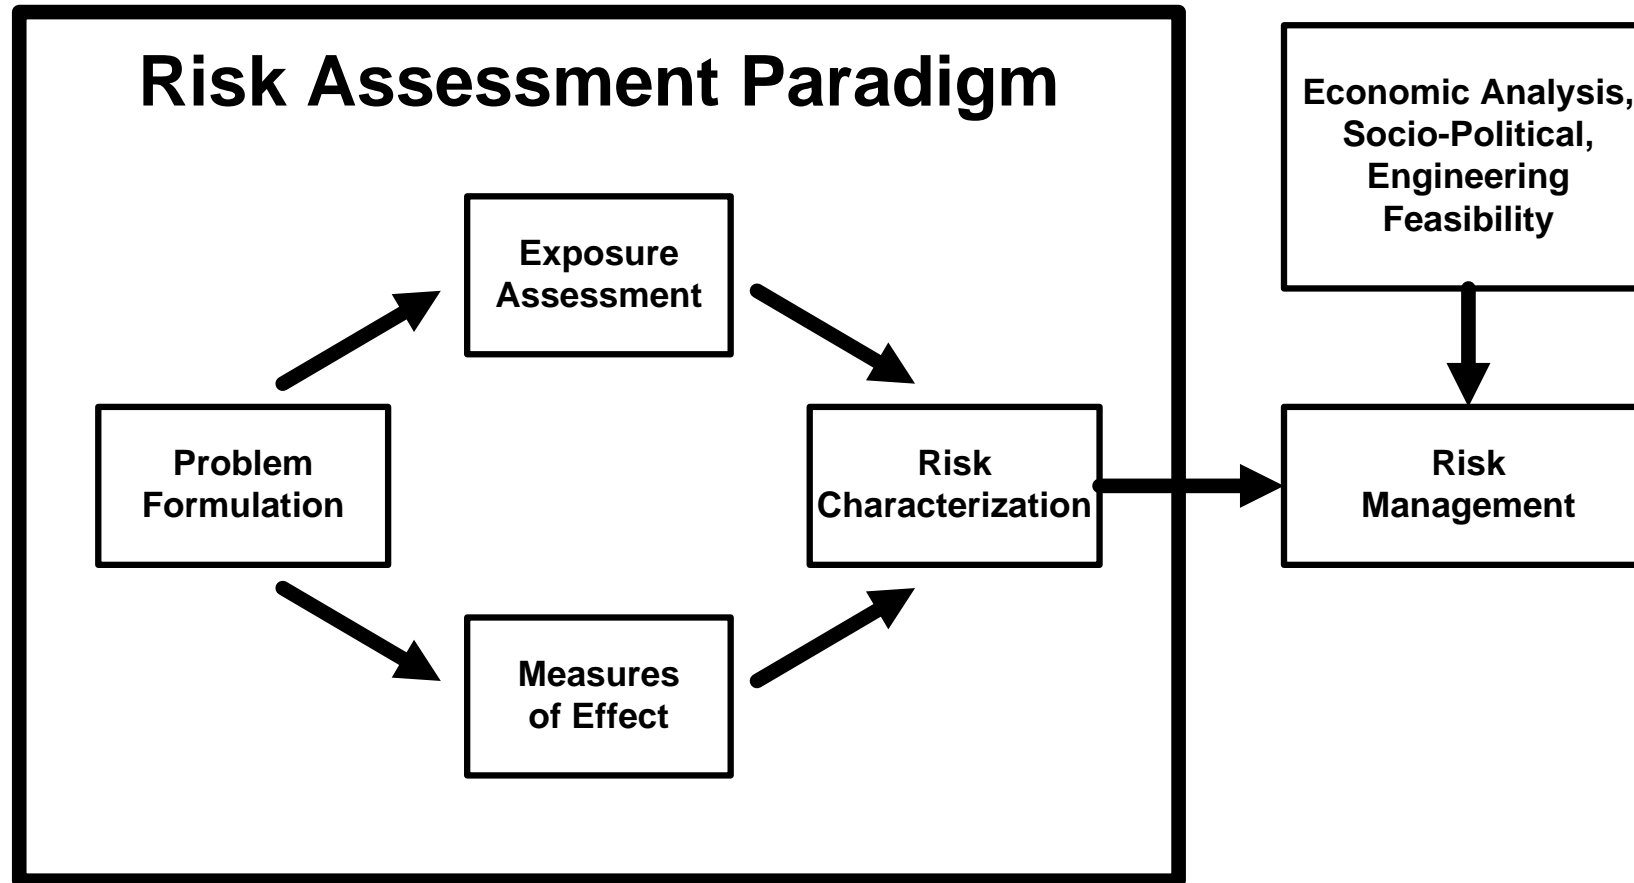 Risk Assessment Paradigm
Economic Analysis,
Socio-Political,
Engineering
Feasibility
Exposure
Assessment
Problem
Formulation
Risk
Characterization
Risk
Management
Measures
of Effect